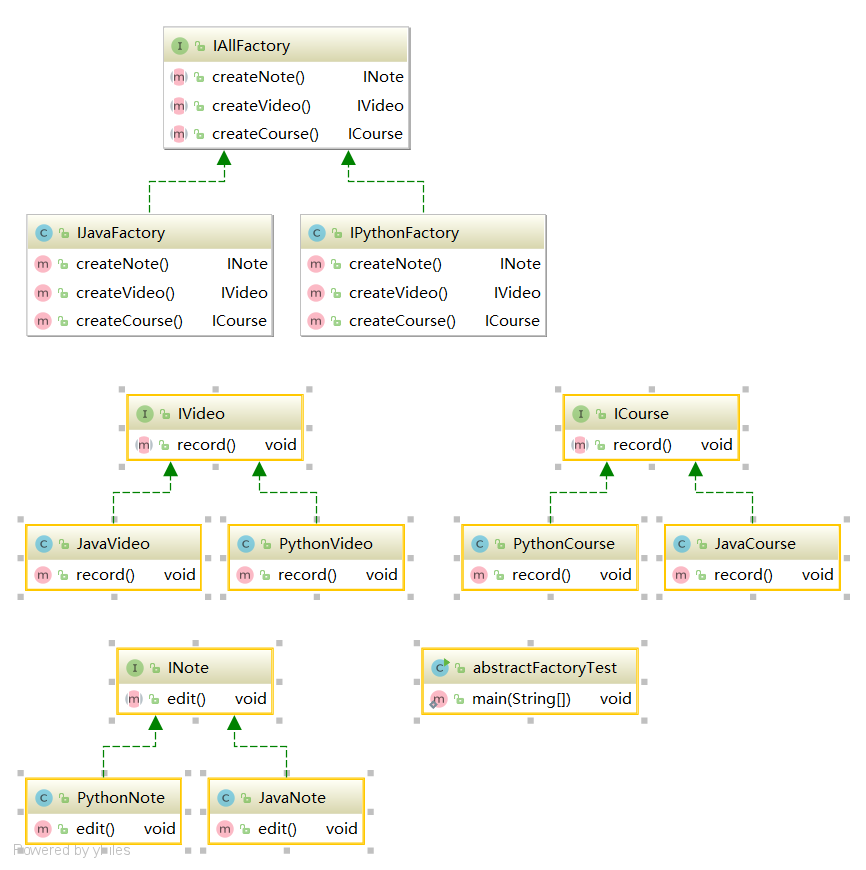 I IAllFactory
m createNote() INote
m createVideo() IVideo
m createCourse() ICourse
C IJavaFactory
m createNote() INote
m createVideo() IVideo
m createCourse() ICourse
C IPythonFactory
m createNote() INote
m createVideo() IVideo
m createCourse() ICourse
I IVideo
m record() void
I ICourse
m record() void
C JavaVideo
m record() void
C PythonVideo
m record() void
C PythonCourse
m record() void
C JavaCourse
m record() void
I INote
m edit() void
C abstractFactoryTest
m main(String[]) void
C PythonNote
m edit() void
C JavaNote
m edit() void
Powered by yFiles